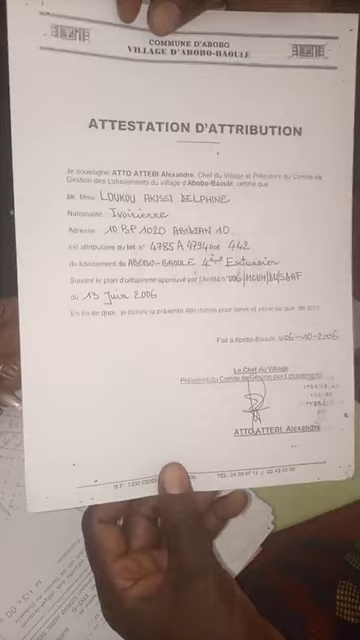 COMMUNE D'ABOBO
VILLAGE D'ABOBO-BAOULE
ATTESTATION D'ATTRIBUTION
Je soussigné ATTO ATTEBI Alexandre, Chef du Village et Président du Comité de
Gestion des Lotissements du village d'Abobo-Baoulé, certifie que
Mr. Mme LOUKOU AKISSI DELPHINE
Nationalité Ivoirienne
Adresse 10 BP 1020 ABIDJAN 10
est attributaire du lot n° 4785 A 4794 ilot 442
du lotissement de ABOBO-BAOULE 4ème Extension
Suivant le plan d'urbanisme approuvé par l'Arrêté n° 006/MCUH/DU/SDAF
du 13 Juin 2006
En foi de quoi, je délivre la présente Attestation pour servir et valoir ce que de droit
Fait à Abobo-Baoulé, le 06-10-2006
Le Chef du Village
Président du Comité de Gestion des Lotissements
ATTO ATTEBI Alexandre
B.P. 1333
TEL